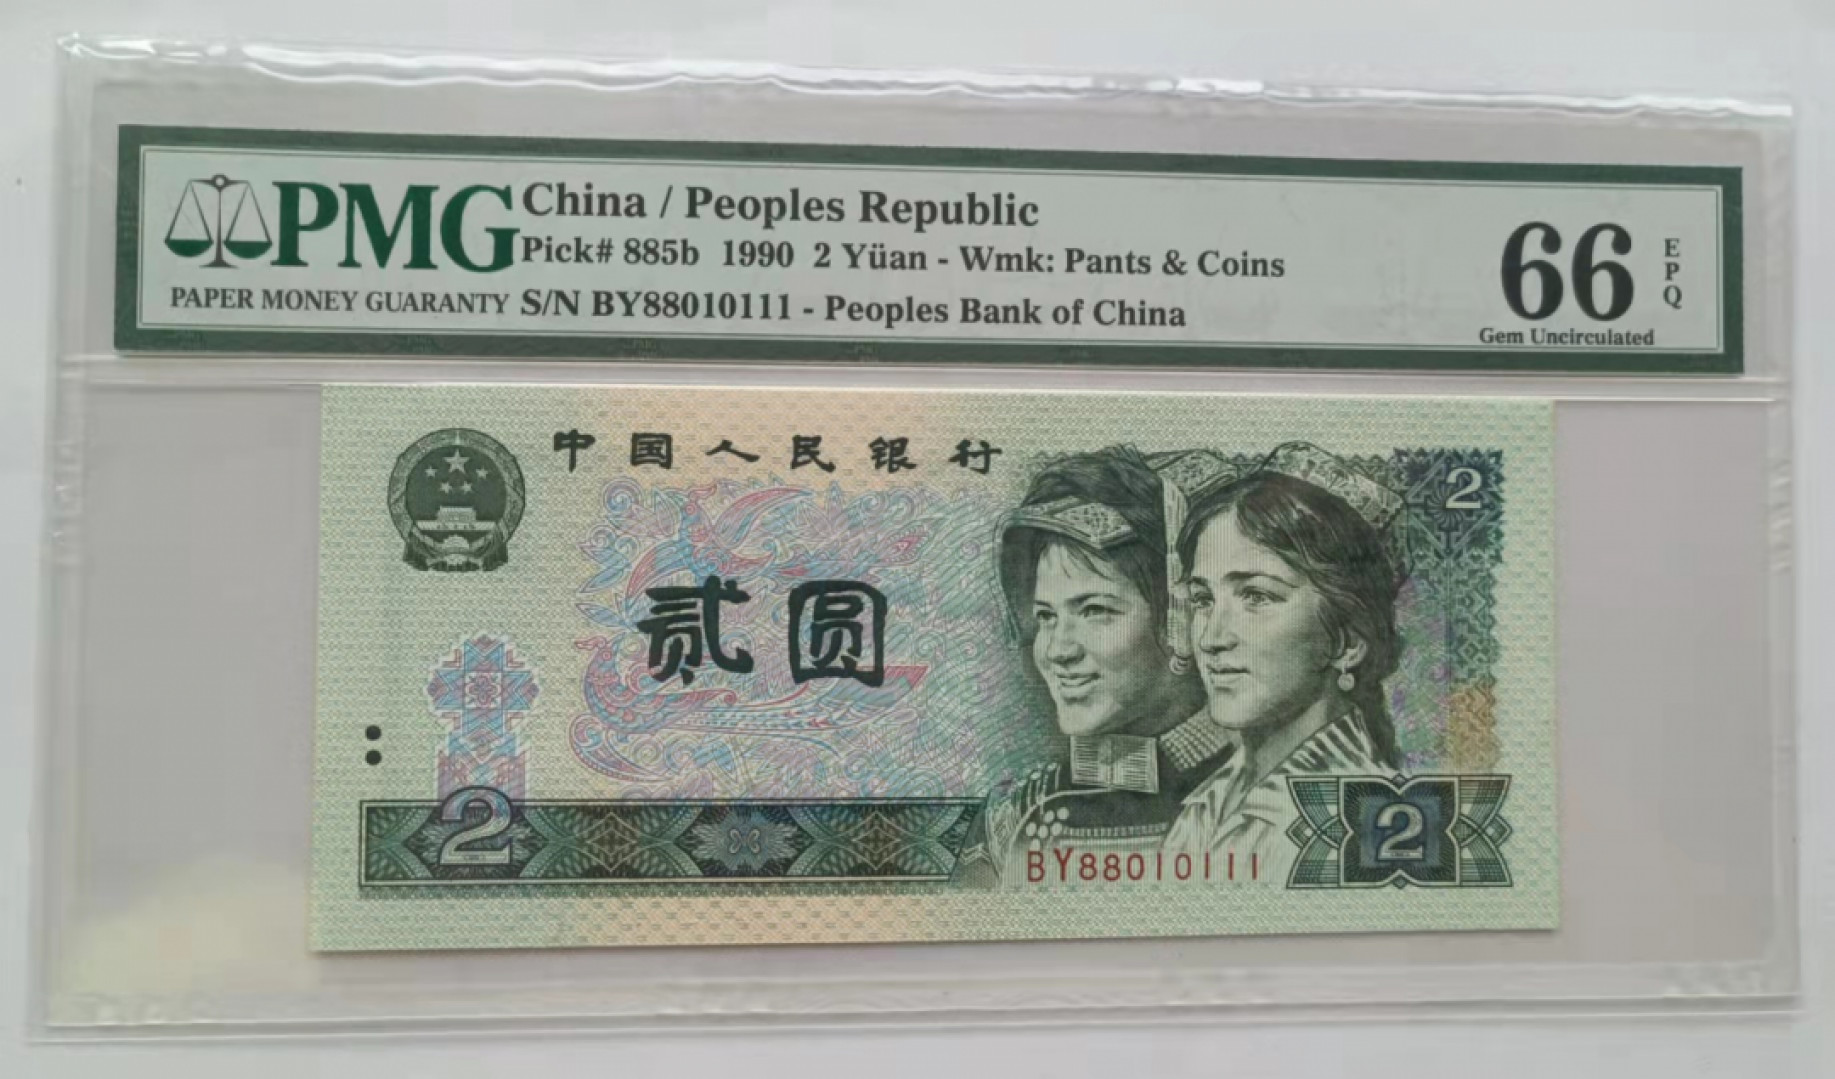 PMG
PAPER MONEY GUARANTY
China / Peoples Republic
Pick# 885b 1990 2 Yüan - Wmk: Pants & Coins
S/N BY88010111 - Peoples Bank of China
66
EPQ
Gem Uncirculated
中国人民银行
2
贰圆
2
2
BY88010111